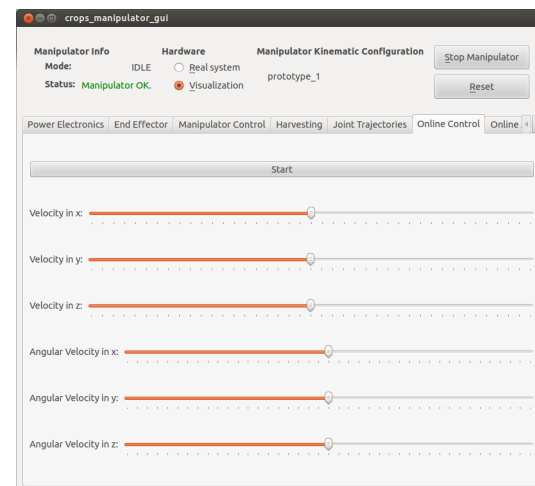 crops_manipulator_gui
Manipulator Info Hardware Manipulator Kinematic Configuration Stop Manipulator
Mode: IDLE Real system
prototype_1
Status: Manipulator OK. Visualization Reset
Power Electronics End Effector Manipulator Control Harvesting Joint Trajectories Online Control Online
Start
Velocity in x:
Velocity in y:
Velocity in z:
Angular Velocity in x:
Angular Velocity in y:
Angular Velocity in z: